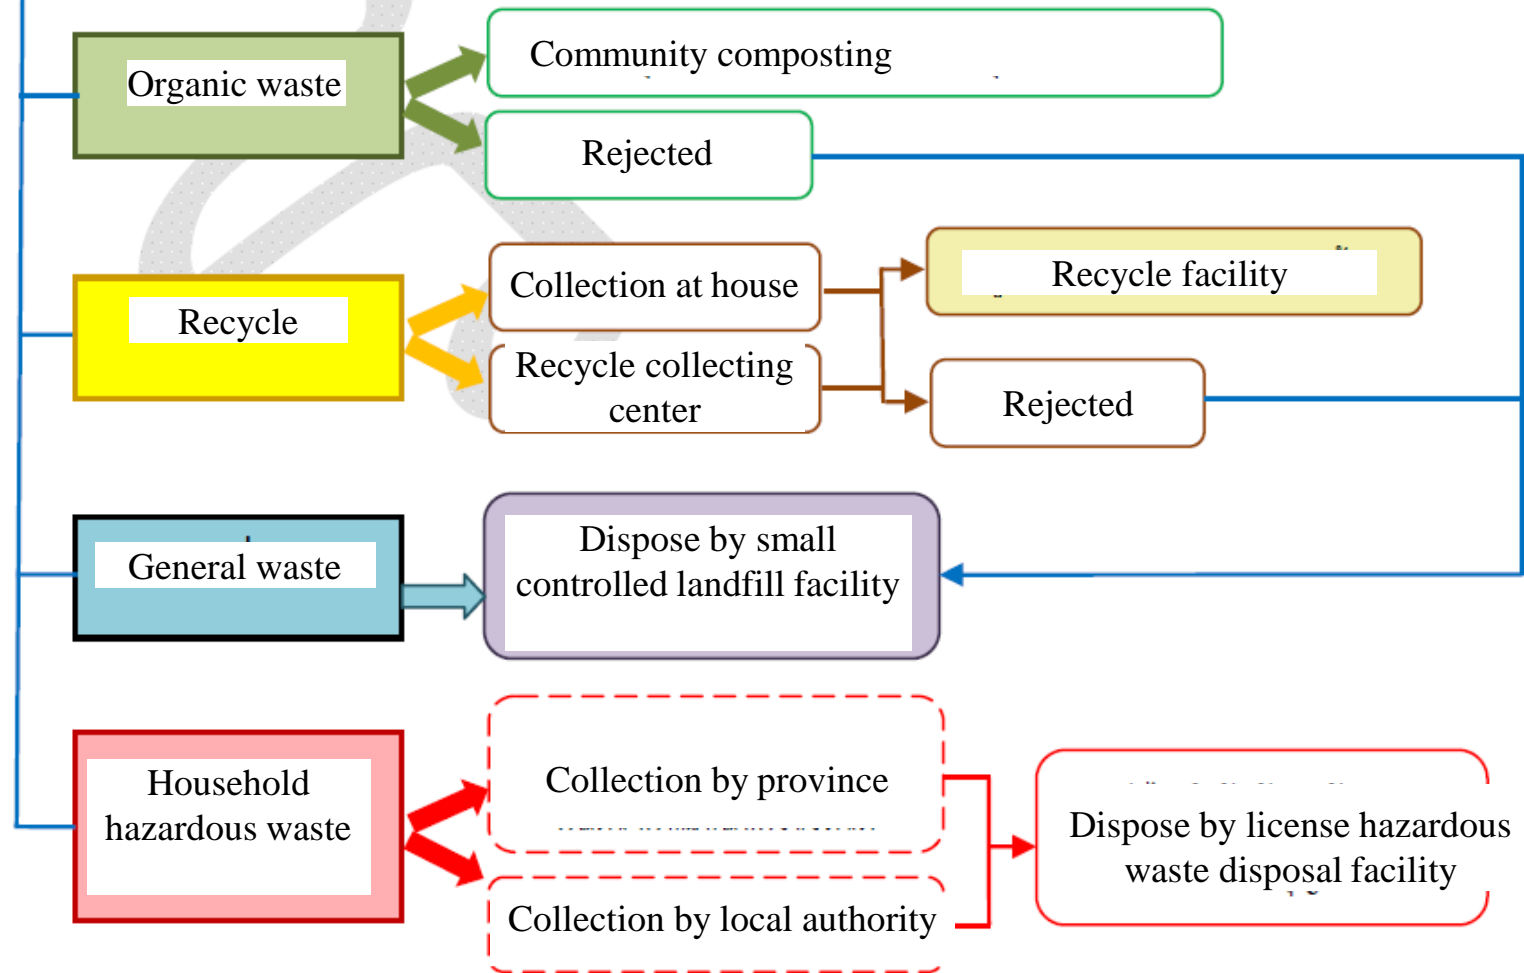 Organic waste
Community composting
Rejected
Recycle
Collection at house
Recycle collecting
center
Recycle facility
Rejected
General waste
Dispose by small
controlled landfill facility
Household
hazardous waste
Collection by province
Collection by local authority
Dispose by license hazardous
waste disposal facility